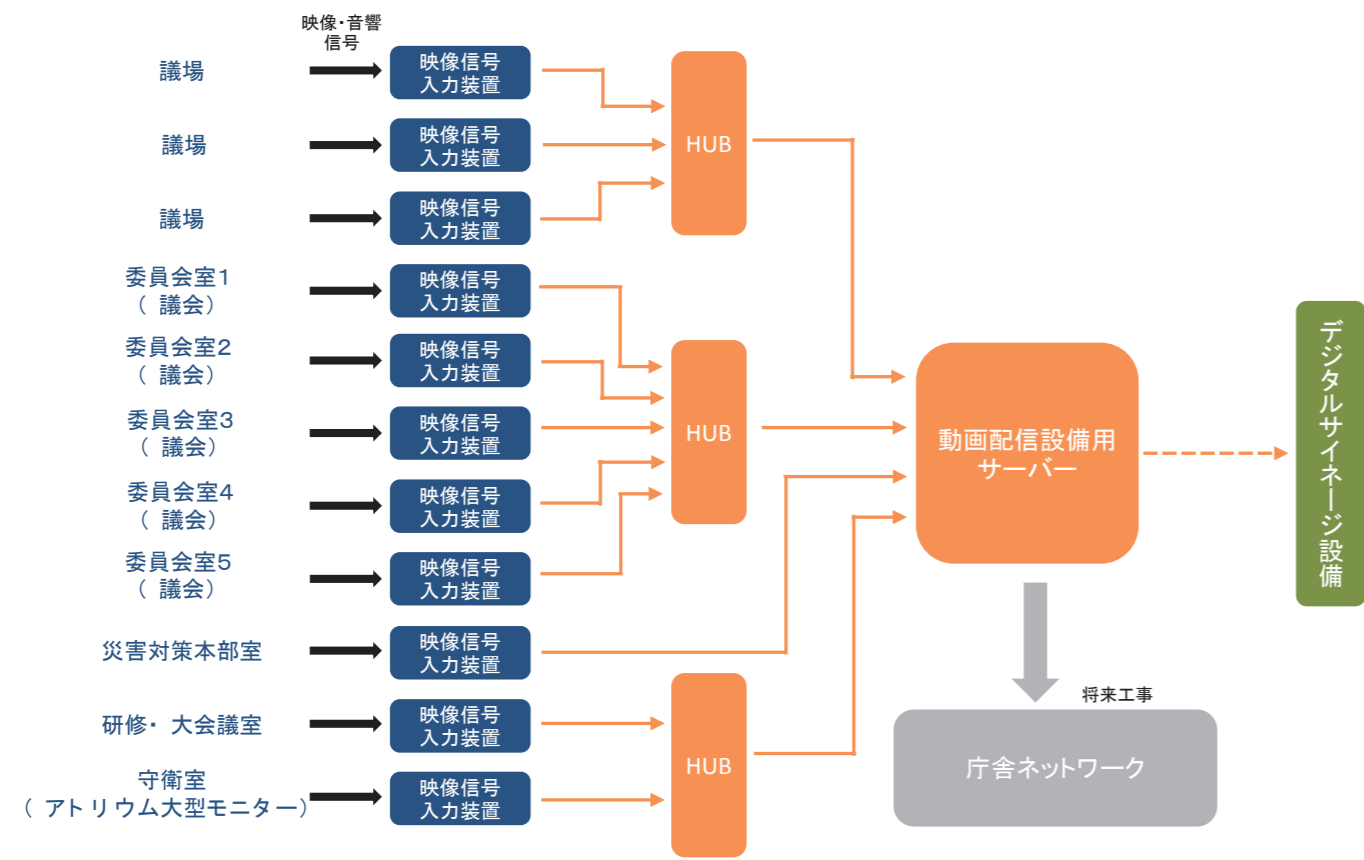 映像・音響
信号
議場
映像信号
入力装置
議場
映像信号
入力装置
HUB
議場
映像信号
入力装置
委員会室1
( 議会)
映像信号
入力装置
委員会室2
( 議会)
映像信号
入力装置
委員会室3
( 議会)
映像信号
入力装置
HUB
委員会室4
( 議会)
映像信号
入力装置
委員会室5
( 議会)
映像信号
入力装置
動画配信設備用
サーバー
デジタルサイネージ設備
災害対策本部室
映像信号
入力装置
研修・ 大会議室
映像信号
入力装置
HUB
守衛室
( アトリウム大型モニター)
映像信号
入力装置
将来工事
庁舎ネットワーク